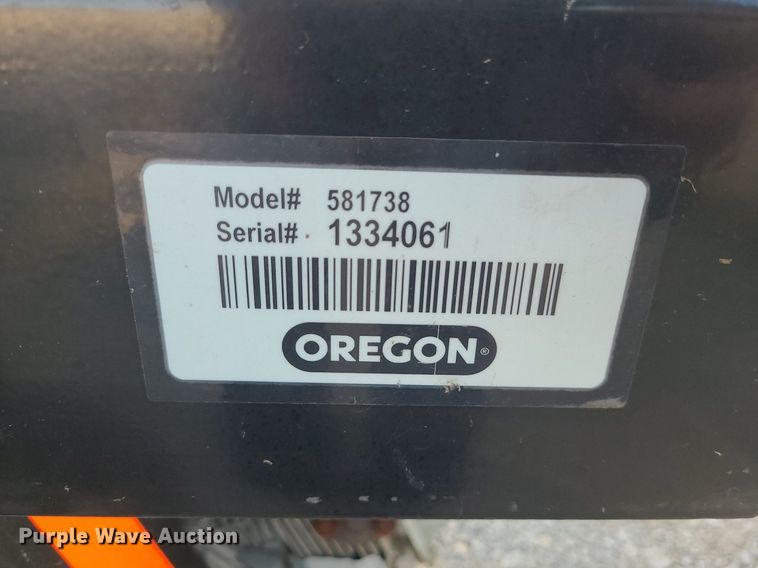 Model# 581738
Serial# 1334061
OREGON®
Purple Wave Auction